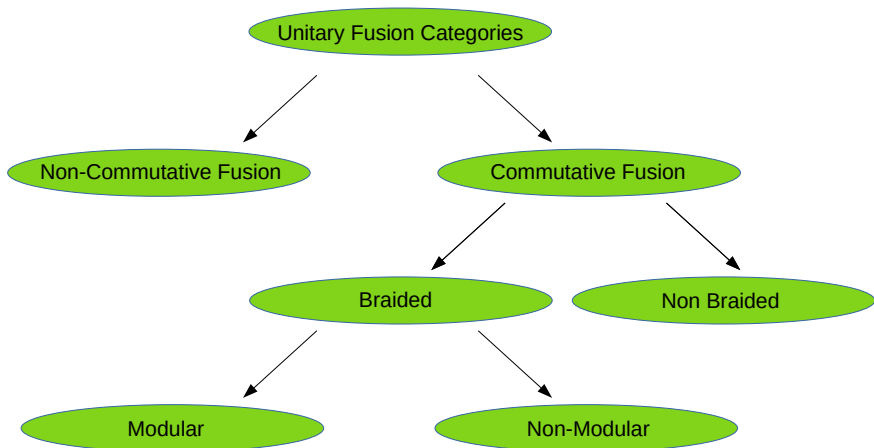 Unitary Fusion Categories
Non-Commutative Fusion
Commutative Fusion
Braided
Non Braided
Modular
Non-Modular